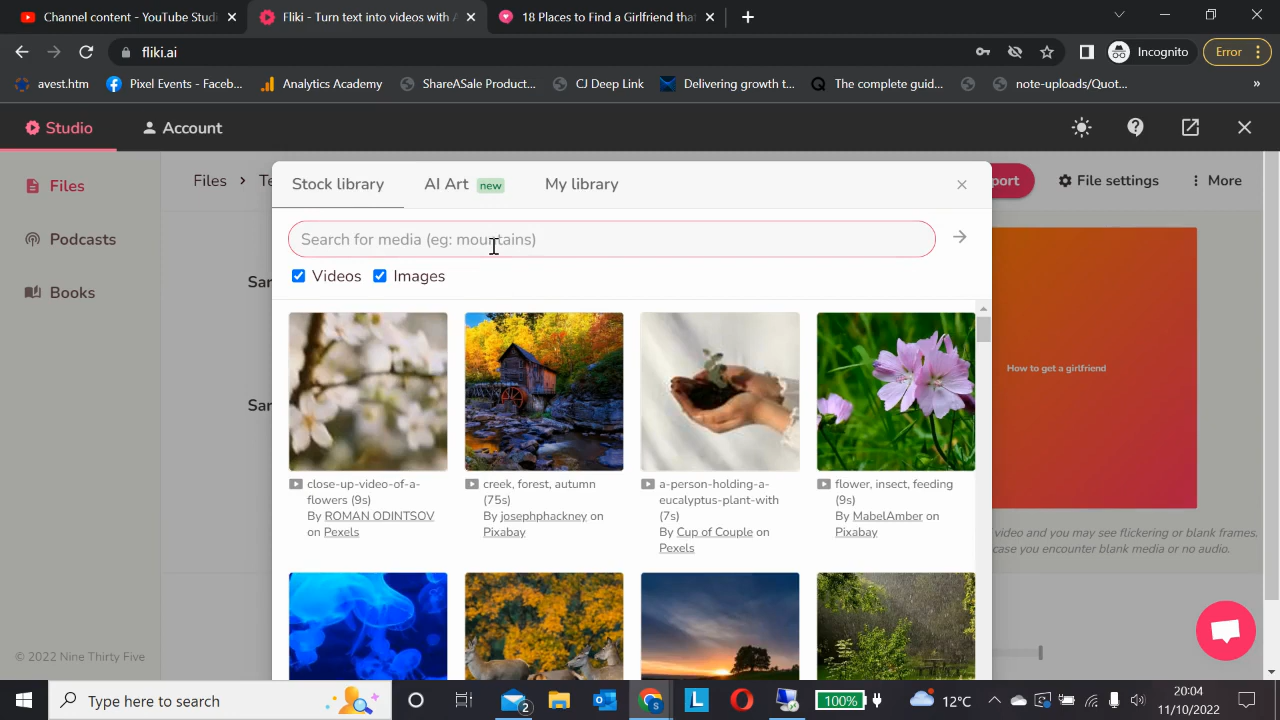 Channel content - YouTube Studi
Fliki - Turn text into videos with A
18 Places to Find a Girlfriend tha
fliki.ai
Incognito
Error
avest.htm
Pixel Events - Faceb...
Analytics Academy
ShareASale Product...
CJ Deep Link
Delivering growth t...
The complete guid...
note-uploads/Quot...
»
Studio
Account
Files
Podcasts
Books
Files > Te
port
File settings
More
Stock library
AI Art new
My library
Search for media (eg: mountains)
Videos
Images
Sar
Sar
How to get a girlfriend
close-up-video-of-a-
flowers (9s)
By ROMAN ODINTSOV
on Pexels
creek, forest, autumn
(75s)
By josephphackney on
Pixabay
a-person-holding-a-
eucalyptus-plant-with
(7s)
By Cup of Couple on
Pexels
flower, insect, feeding
(9s)
By MabelAmber on
Pixabay
video and you may see flickering or blank frames.
case you encounter blank media or no audio.
© 2022 Nine Thirty Five
Type here to search
2
L
100%
12°C
20:04
11/10/2022